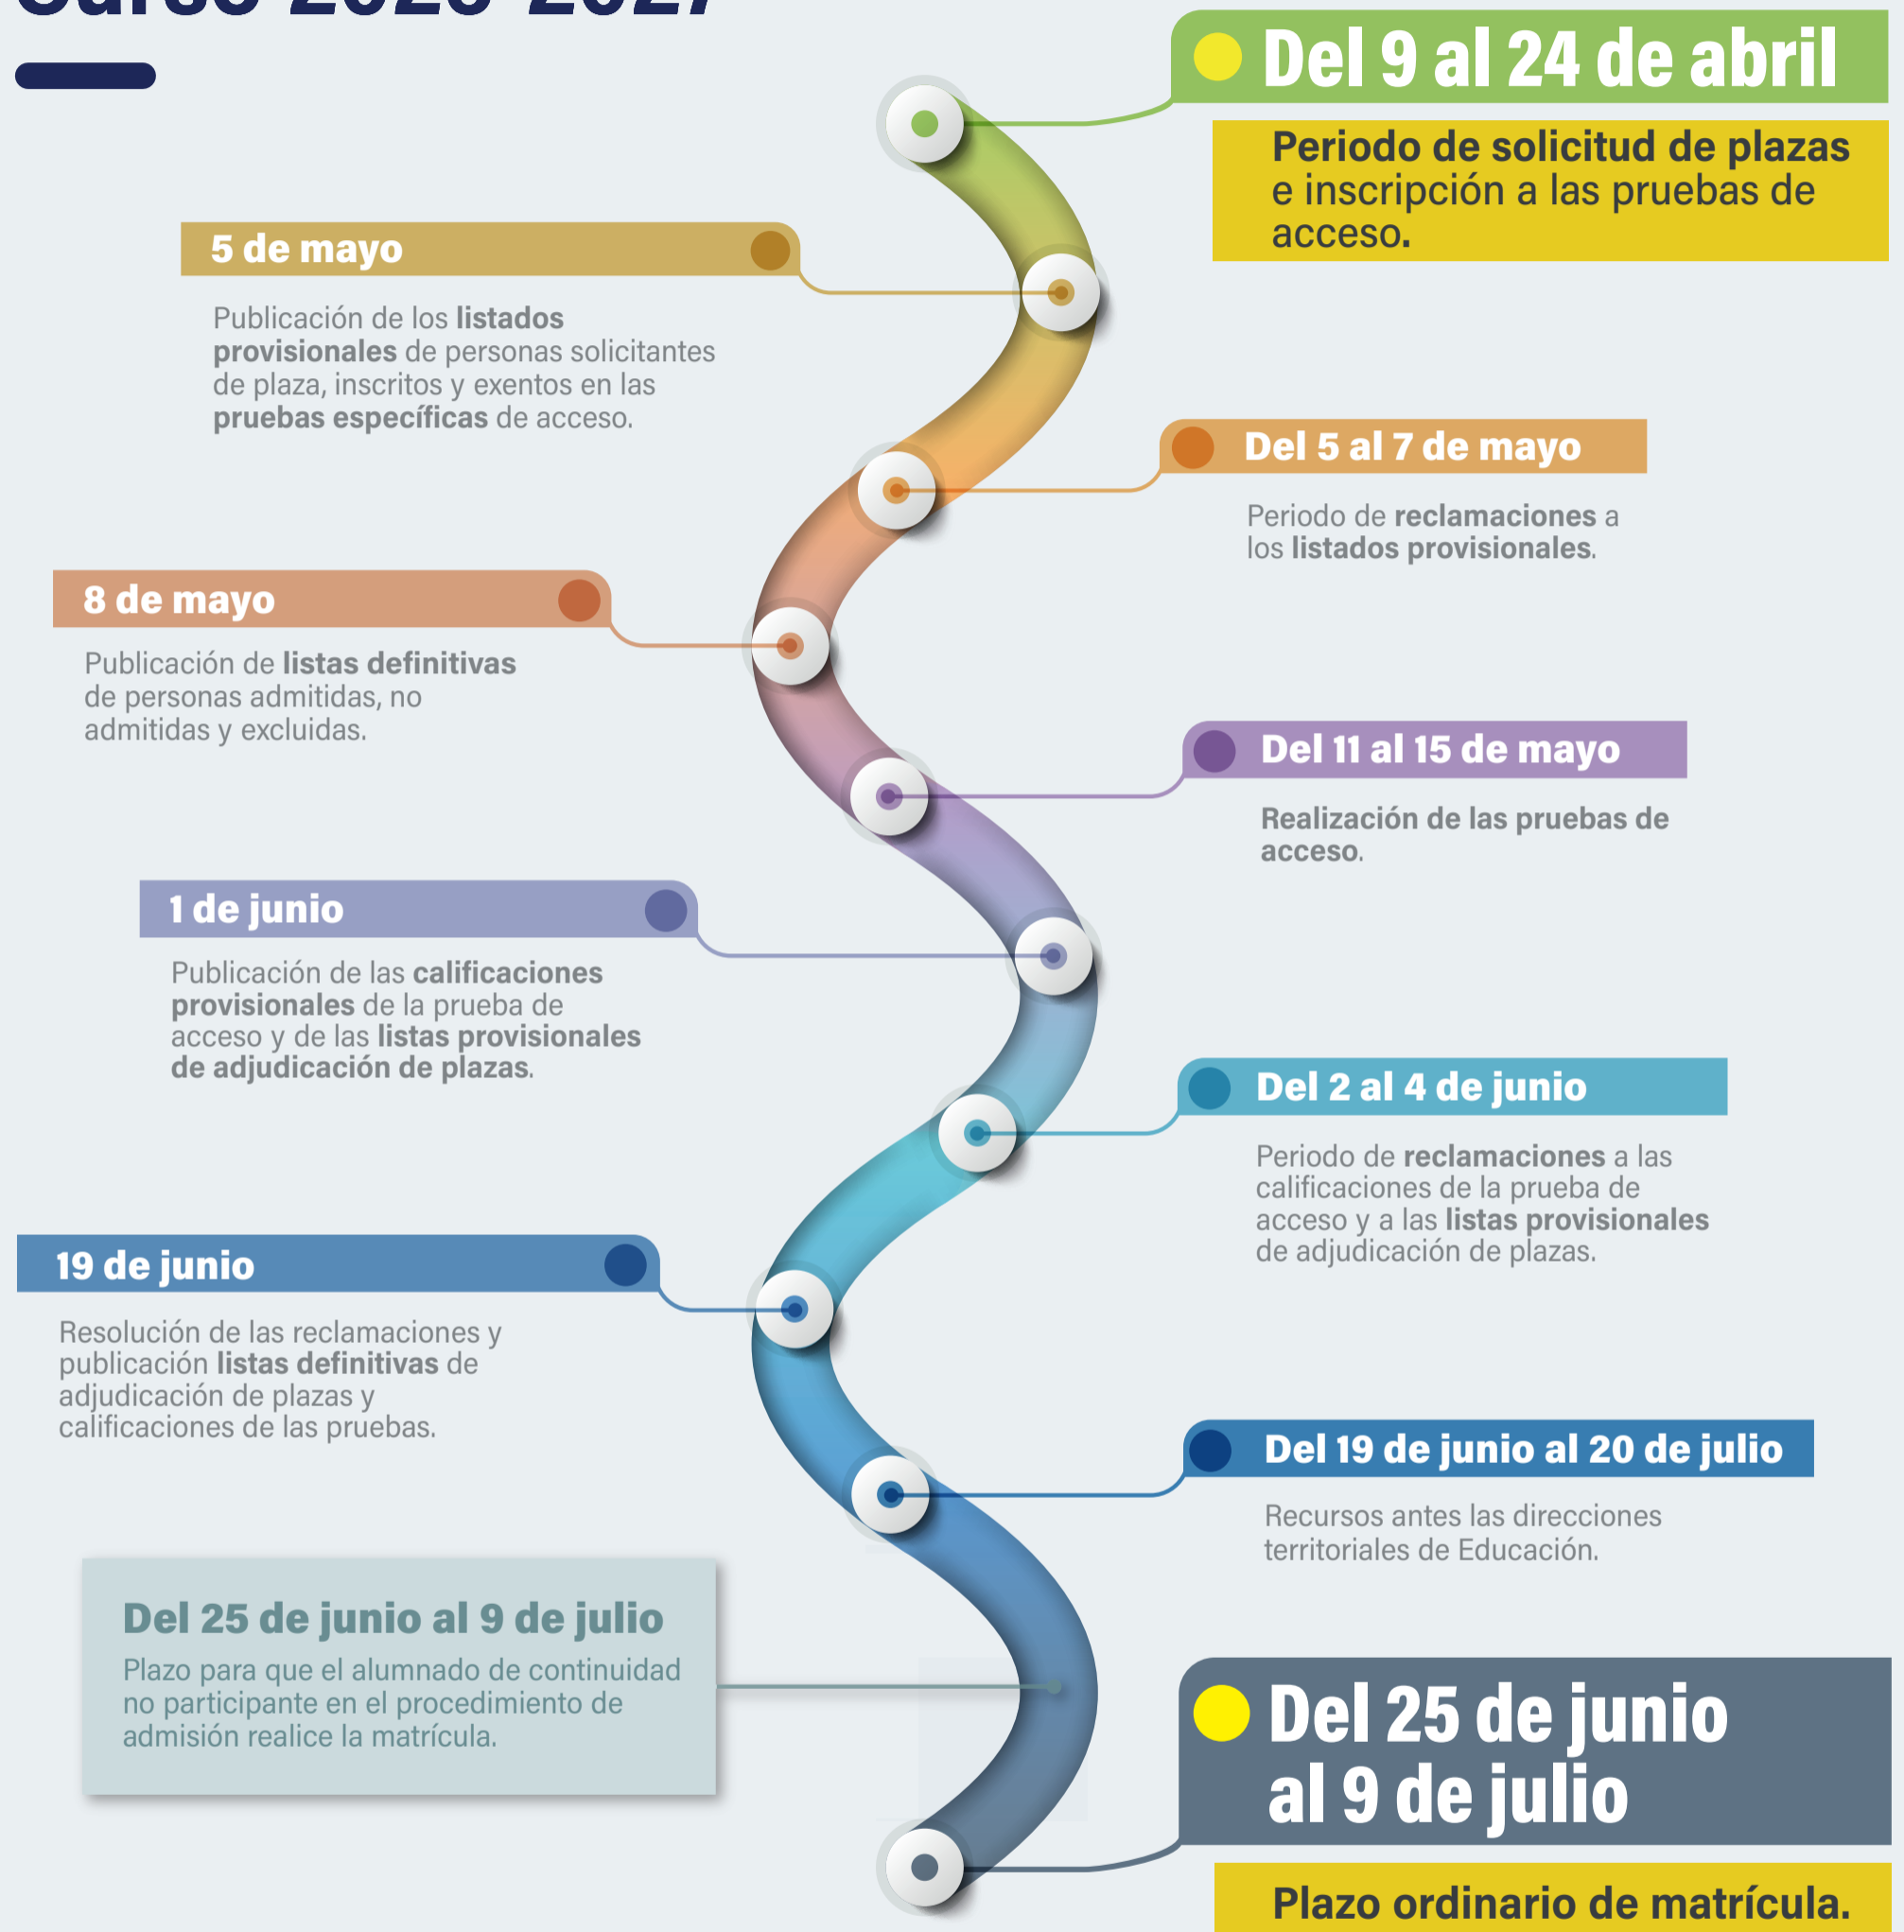 Curso 2026-2027
Del 9 al 24 de abril
Periodo de solicitud de plazas
e inscripción a las pruebas de
acceso.
5 de mayo
Publicación de los listados
provisionales de personas solicitantes
de plaza, inscritos y exentos en las
pruebas específicas de acceso.
Del 5 al 7 de mayo
Periodo de reclamaciones a
los listados provisionales.
8 de mayo
Publicación de listas definitivas
de personas admitidas, no
admitidas y excluidas.
Del 11 al 15 de mayo
Realización de las pruebas de
acceso.
1 de junio
Publicación de las calificaciones
provisionales de la prueba de
acceso y de las listas provisionales
de adjudicación de plazas.
Del 2 al 4 de junio
Periodo de reclamaciones a las
calificaciones de la prueba de
acceso y a las listas provisionales
de adjudicación de plazas.
19 de junio
Resolución de las reclamaciones y
publicación listas definitivas de
adjudicación de plazas y
calificaciones de las pruebas.
Del 19 de junio al 20 de julio
Recursos antes las direcciones
territoriales de Educación.
Del 25 de junio al 9 de julio
Plazo para que el alumnado de continuidad
no participante en el procedimiento de
admisión realice la matrícula.
Del 25 de junio
al 9 de julio
Plazo ordinario de matrícula.